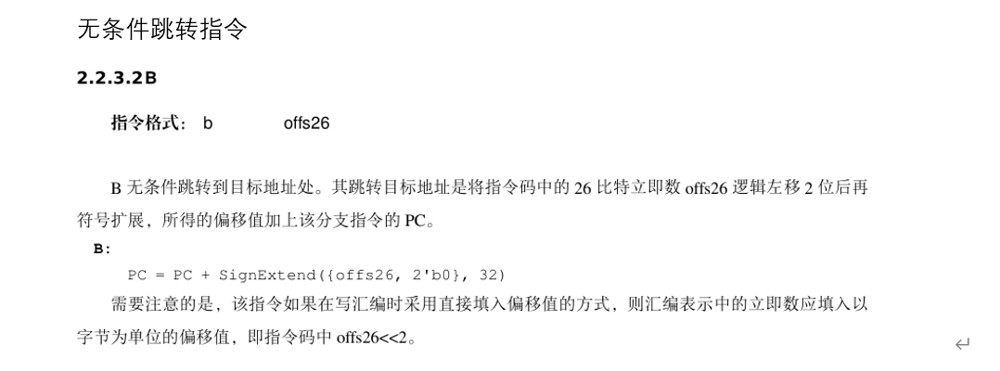 无条件跳转指令
2.2.3.2B
指令格式： b offs26
B 无条件跳转到目标地址处。其跳转目标地址是将指令码中的 26 比特立即数 offs26 逻辑左移 2 位后再
符号扩展，所得的偏移值加上该分支指令的 PC。
B:
PC = PC + SignExtend({offs26, 2'b0}, 32)
需要注意的是，该指令如果在写汇编时采用直接填入偏移值的方式，则汇编表示中的立即数应填入以
字节为单位的偏移值，即指令码中 offs26<<2。